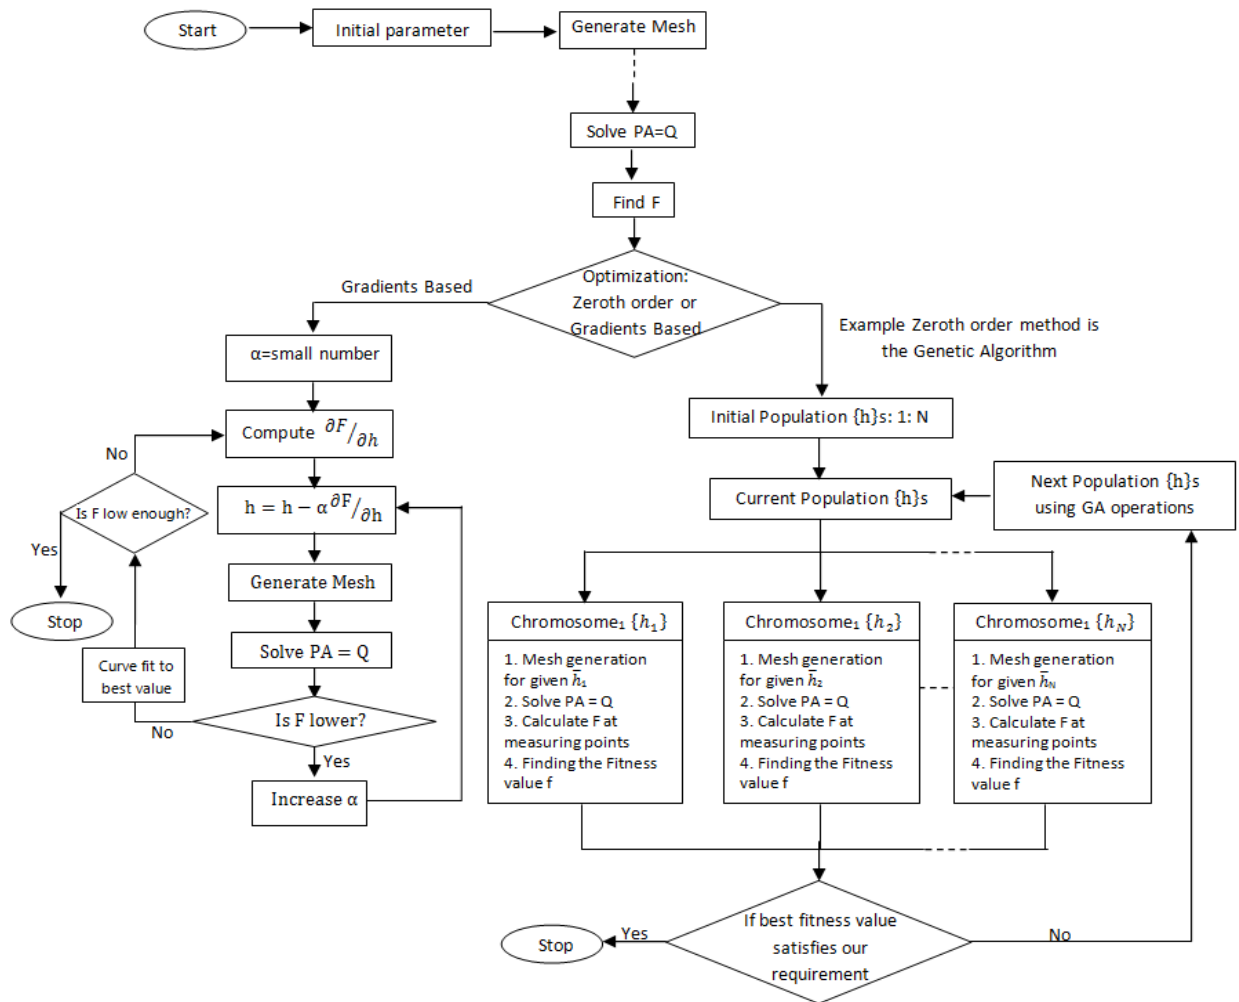 Start
Initial parameter
Generate Mesh
Solve PA=Q
Find F
Optimization:
Zeroth order or
Gradients Based
Gradients Based
Example Zeroth order method is
the Genetic Algorithm
α=small number
Compute ∂F/∂h
h = h − α ∂F/∂h
Generate Mesh
Solve PA = Q
Is F lower?
Yes
Increase α
No
Curve fit to
best value
Is F low enough?
No
Yes
Stop
Initial Population {h}s: 1: N
Current Population {h}s
Next Population {h}s
using GA operations
Chromosome₁ {h₁}
1. Mesh generation
for given h̄₁
2. Solve PA = Q
3. Calculate F at
measuring points
4. Finding the Fitness
value f
Chromosome₁ {h₂}
1. Mesh generation
for given h̄₂
2. Solve PA = Q
3. Calculate F at
measuring points
4. Finding the Fitness
value f
Chromosome₁ {h_N}
1. Mesh generation
for given h̄_N
2. Solve PA = Q
3. Calculate F at
measuring points
4. Finding the Fitness
value f
If best fitness value
satisfies our
requirement
Yes
Stop
No